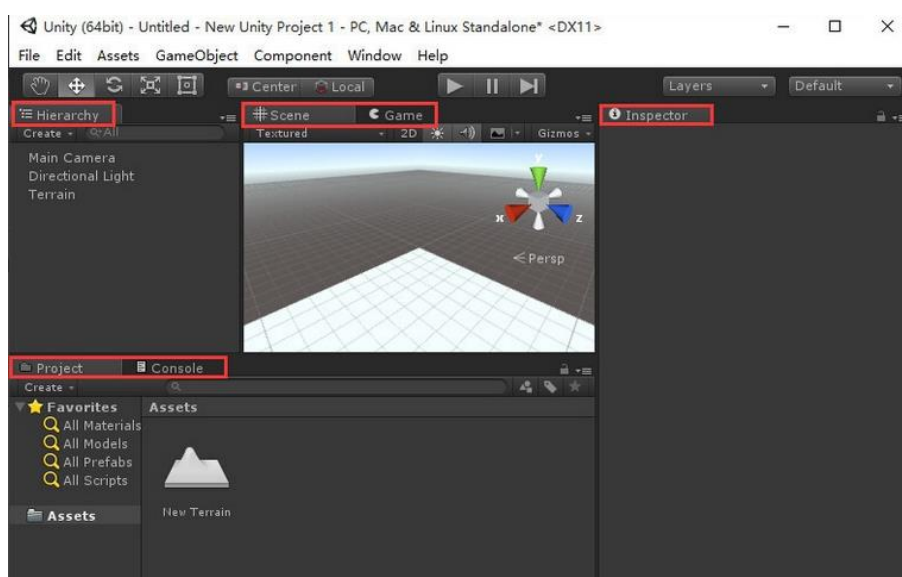 Unity (64bit) - Untitled - New Unity Project 1 - PC, Mac & Linux Standalone* <DX11>
File Edit Assets GameObject Component Window Help
Center Local Layers Default
Hierarchy Scene Game Inspector
Create All Textured 2D Gizmos
Main Camera
Directional Light
Terrain
y
x z
Persp
Project Console
Create
Favorites Assets
All Materials
All Models
All Prefabs
All Scripts
Assets New Terrain